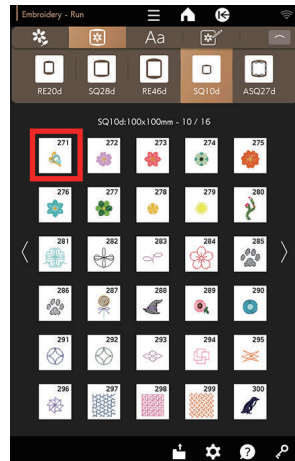 Embroidery - Run
Aa
RE20d SQ28d RE46d SQ10d ASQ27d
SQ10d:100x100mm - 10 / 16
271 272 273 274 275
276 277 278 279 280
281 282 283 284 285
286 287 288 289 290
291 292 293 294 295
296 297 298 299 300
?